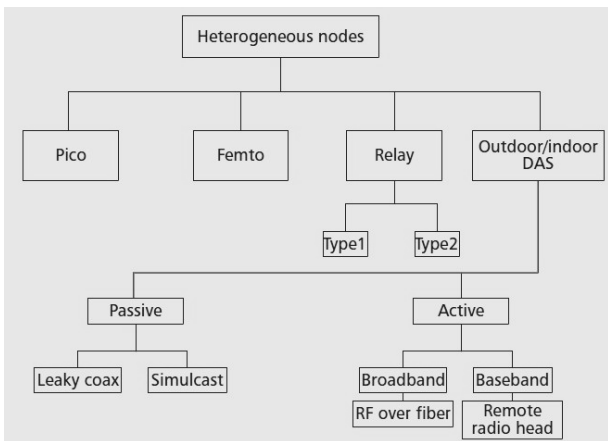 Heterogeneous nodes
Pico
Femto
Relay
Outdoor/indoor
DAS
Type1
Type2
Passive
Active
Leaky coax
Simulcast
Broadband
Baseband
RF over fiber
Remote
radio head